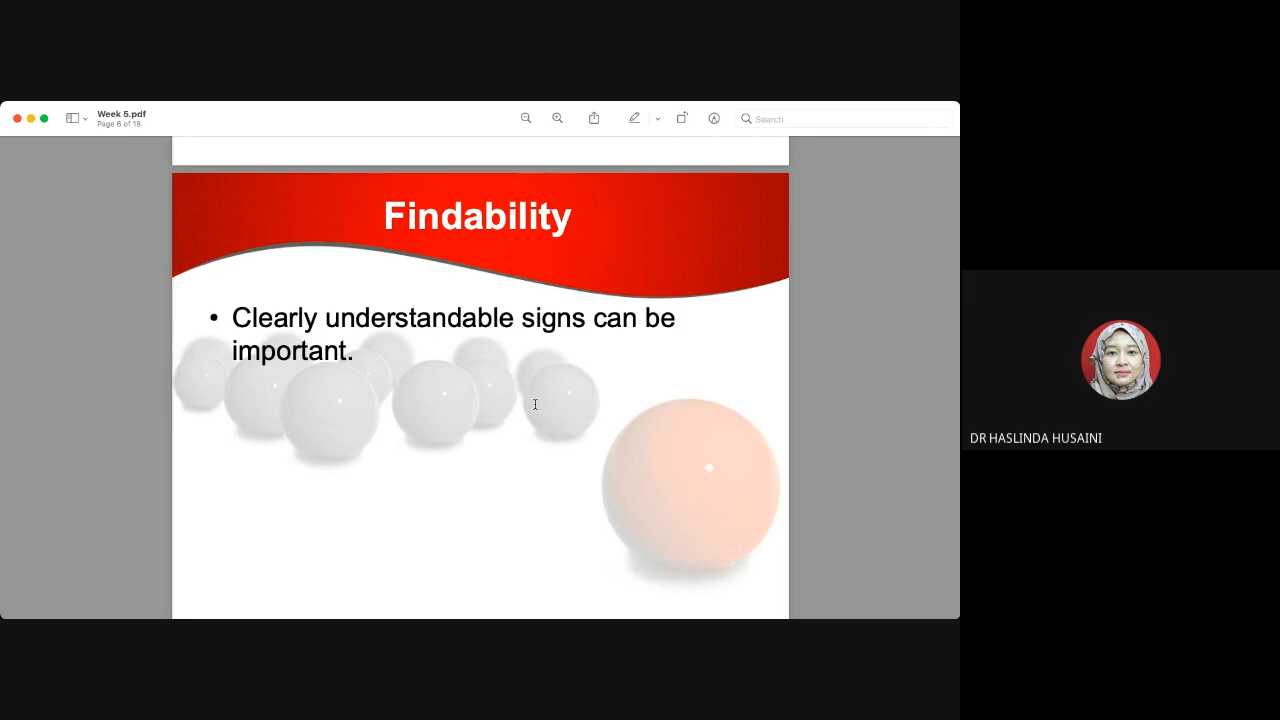 Week 5.pdf
Page 6 of 18
Search
Findability
• Clearly understandable signs can be
important.
DR HASLINDA HUSAINI